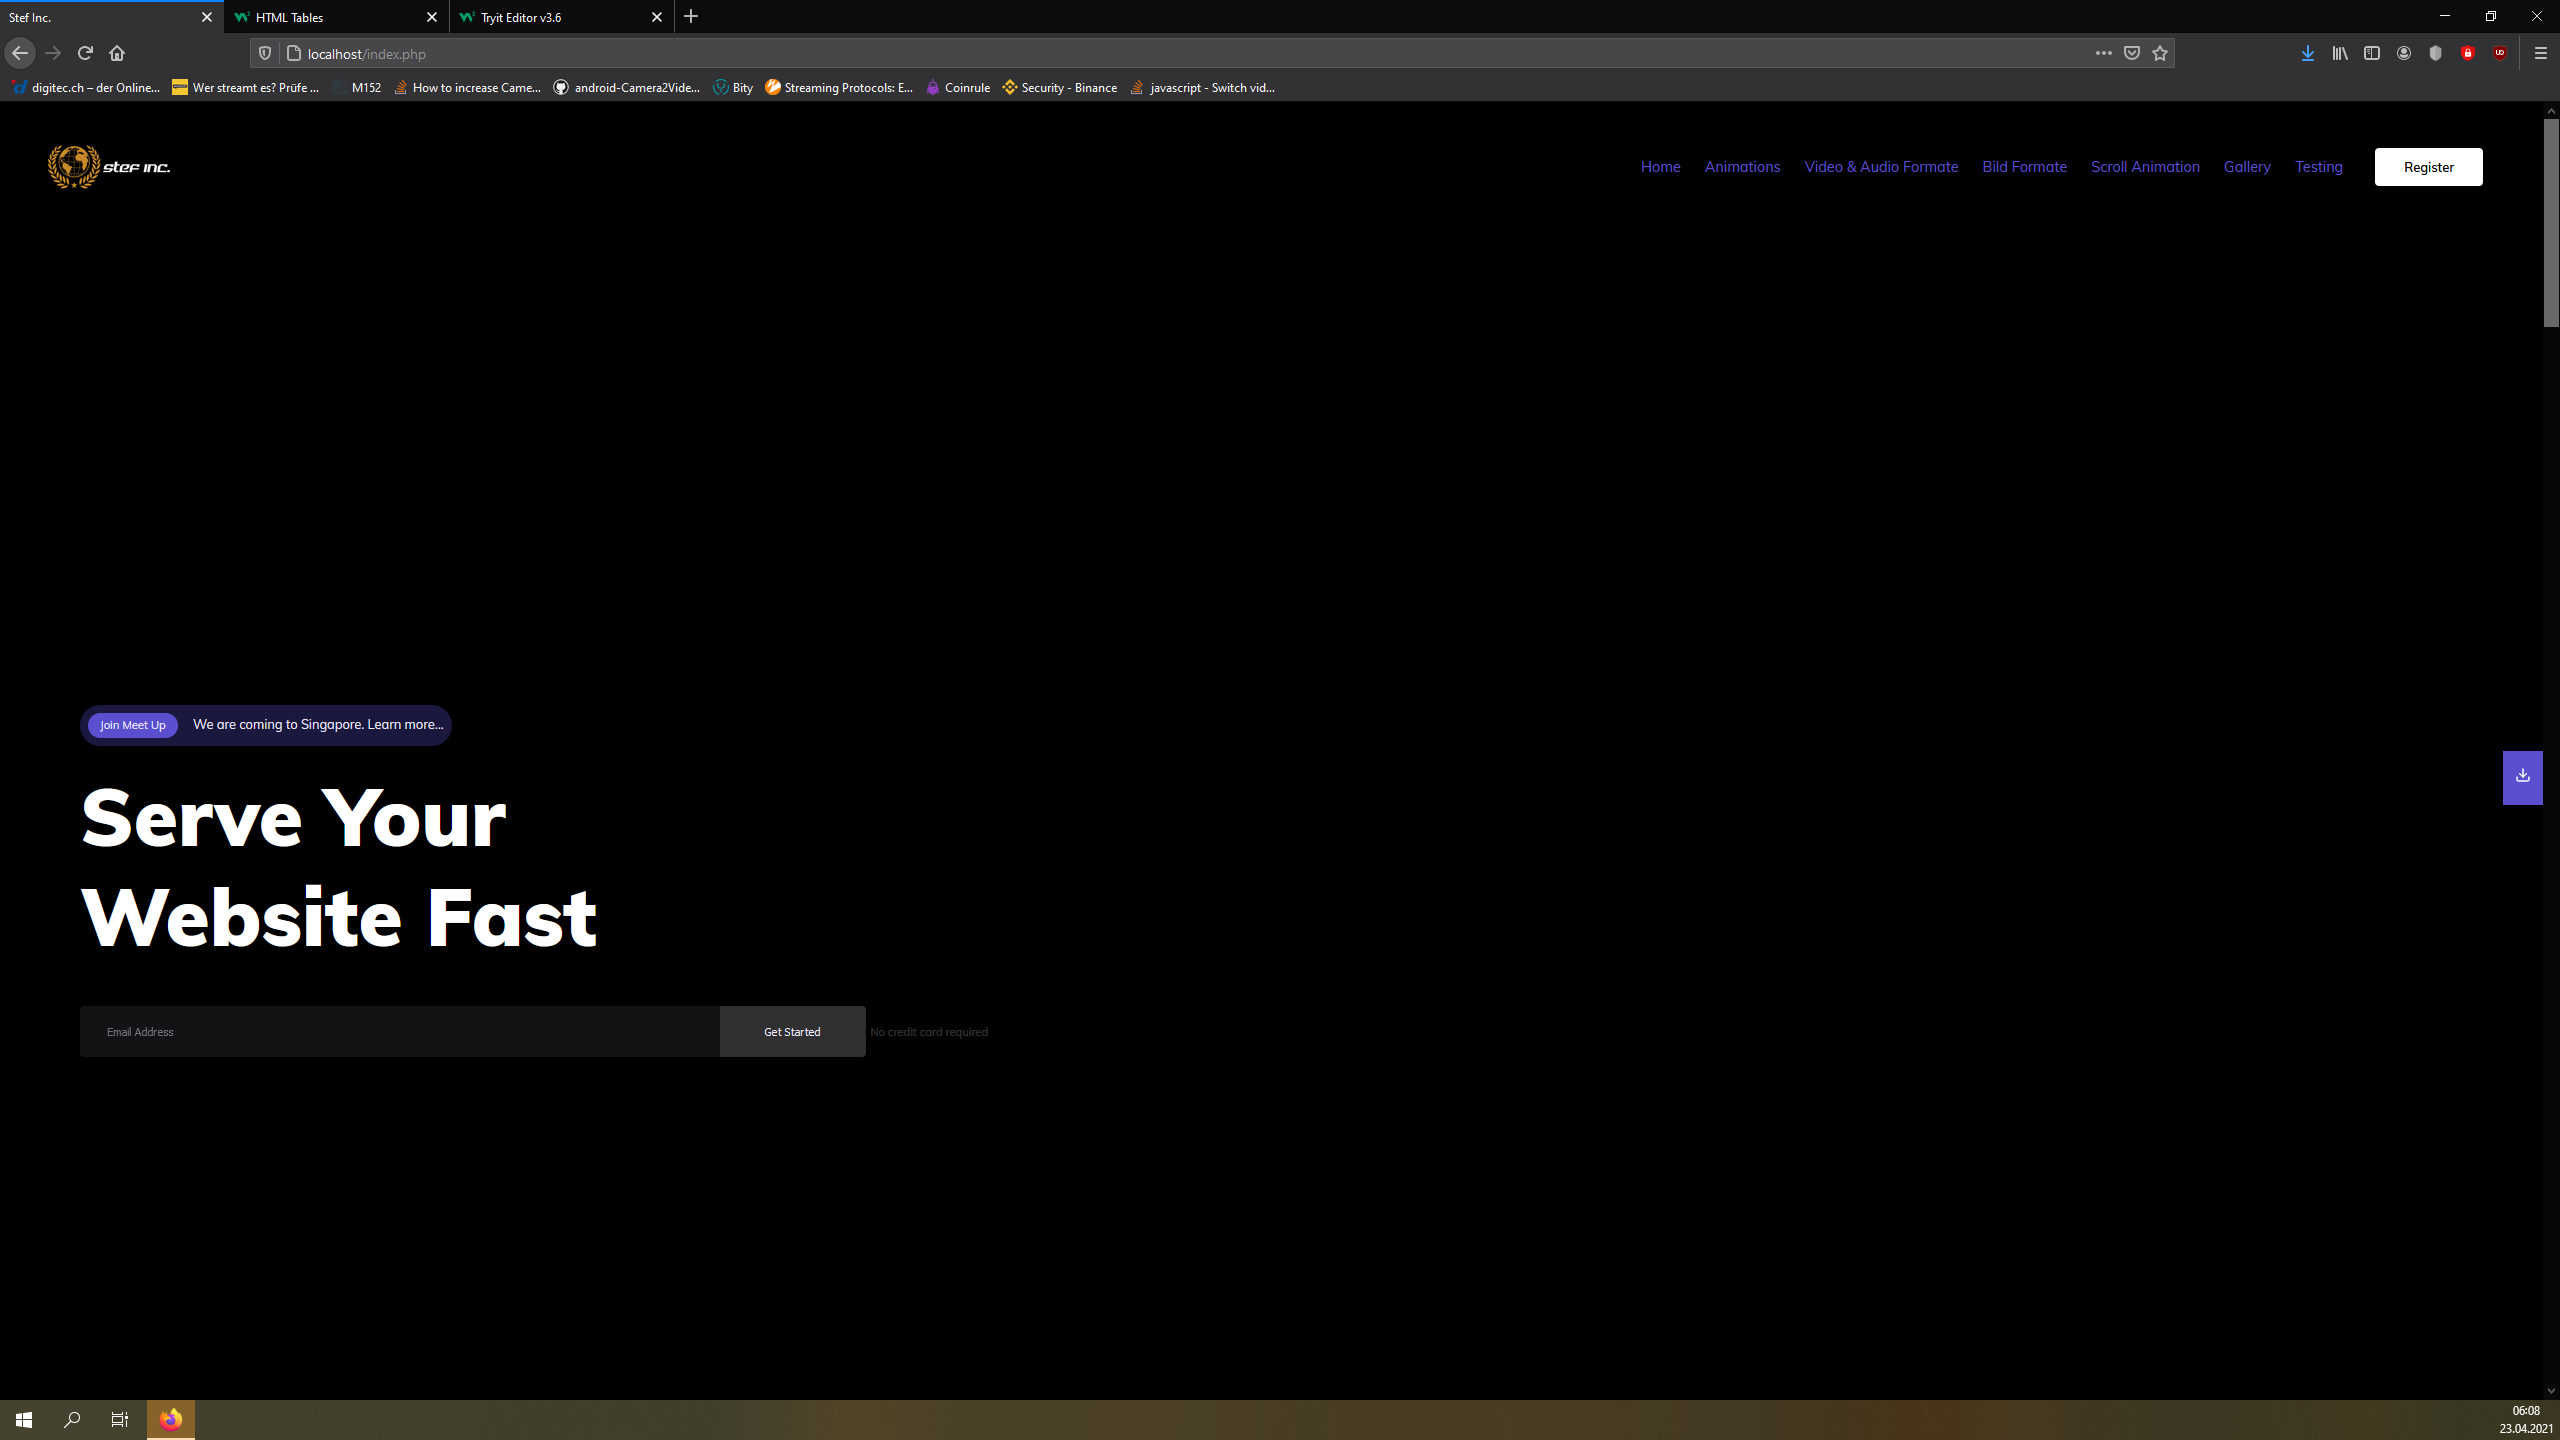 Stef Inc.
HTML Tables
Tryit Editor v3.6
localhost/index.php
digitec.ch – der Online...
Wer streamt es? Prüfe ...
M152
How to increase Came...
android-Camera2Vide...
Bity
Streaming Protocols: E...
Coinrule
Security - Binance
javascript - Switch vid...
stef inc.
Home
Animations
Video & Audio Formate
Bild Formate
Scroll Animation
Gallery
Testing
Register
Join Meet Up
We are coming to Singapore. Learn more...
Serve Your
Website Fast
Email Address
Get Started
No credit card required
06:08
23.04.2021